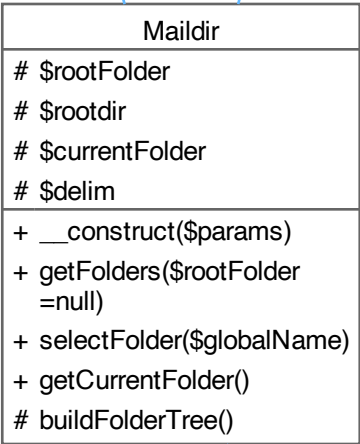 Maildir
# $rootFolder
# $rootdir
# $currentFolder
# $delim
+ __construct($params)
+ getFolders($rootFolder
=null)
+ selectFolder($globalName)
+ getCurrentFolder()
# buildFolderTree()